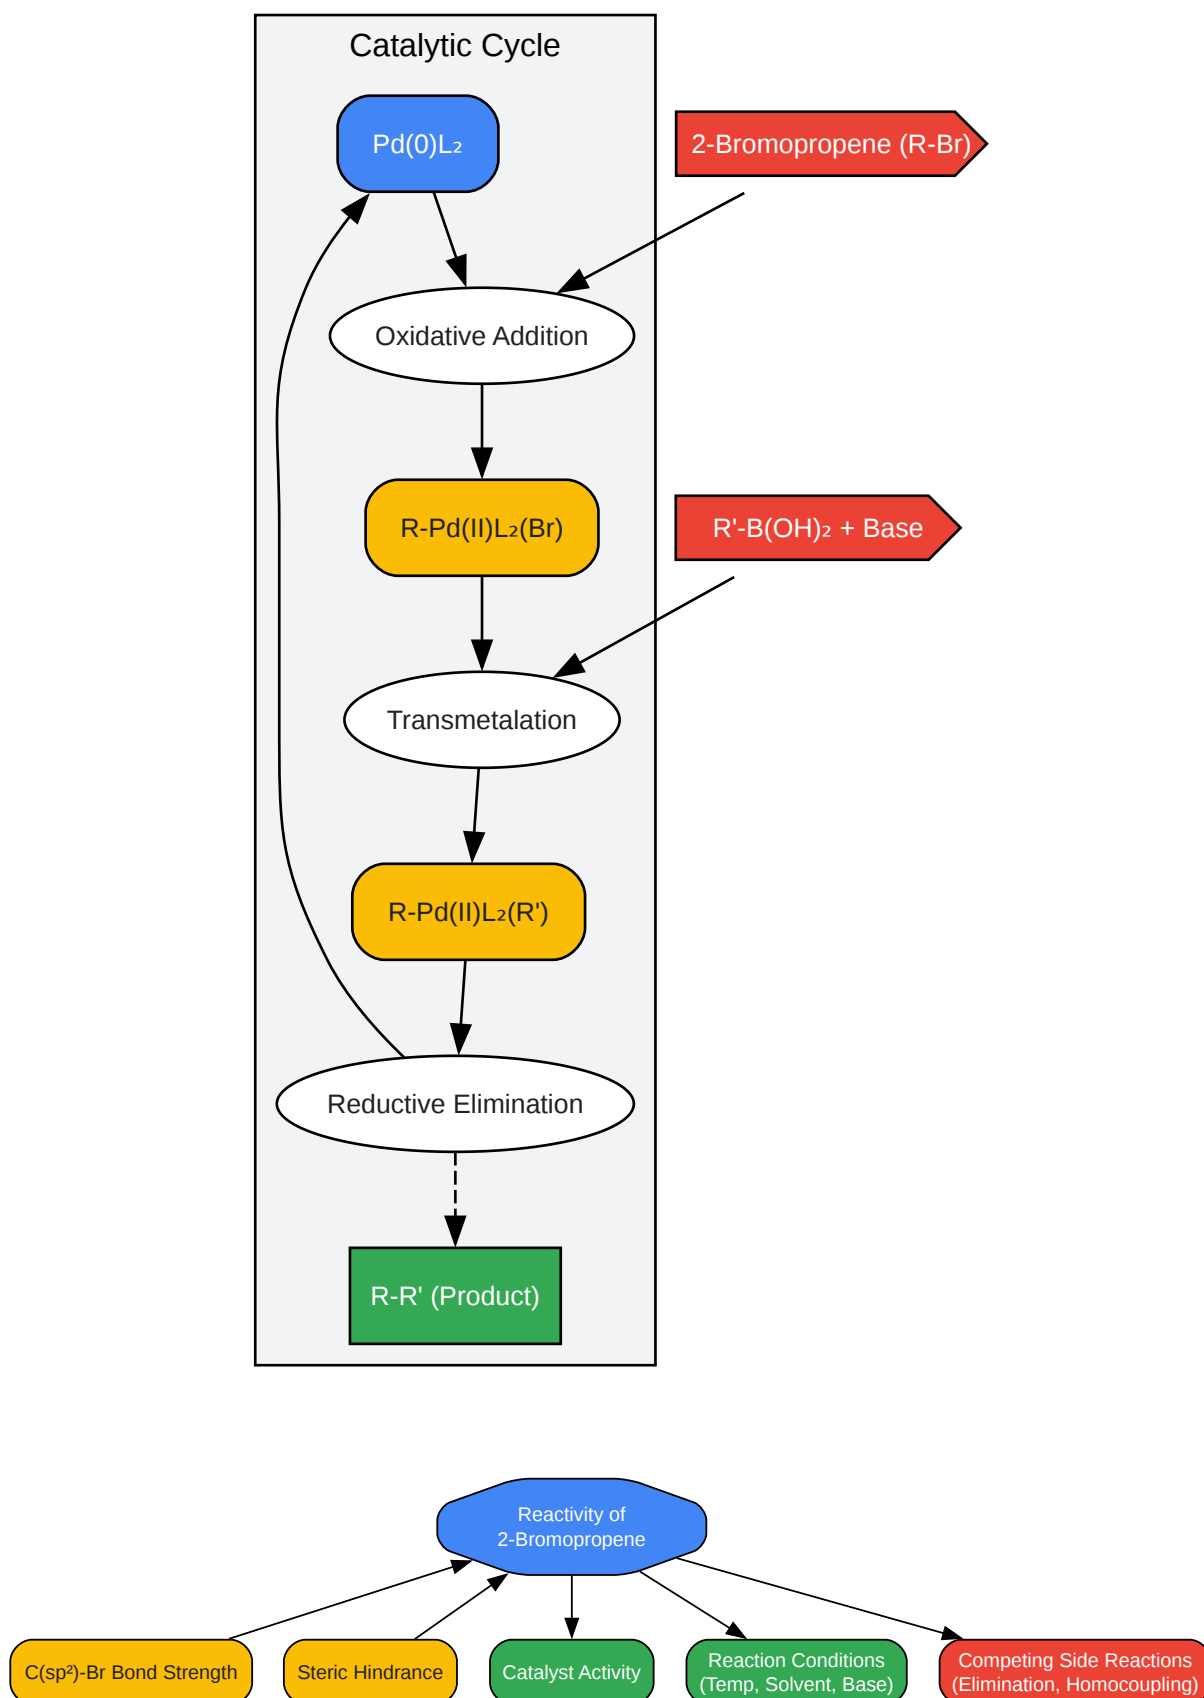 Catalytic Cycle
Pd(0)L₂
2-Bromopropene (R-Br)
Oxidative Addition
R-Pd(II)L₂(Br)
R'-B(OH)₂ + Base
Transmetalation
R-Pd(II)L₂(R')
Reductive Elimination
R-R' (Product)
Reactivity of
2-Bromopropene
C(sp²)-Br Bond Strength
Steric Hindrance
Catalyst Activity
Reaction Conditions
(Temp, Solvent, Base)
Competing Side Reactions
(Elimination, Homocoupling)